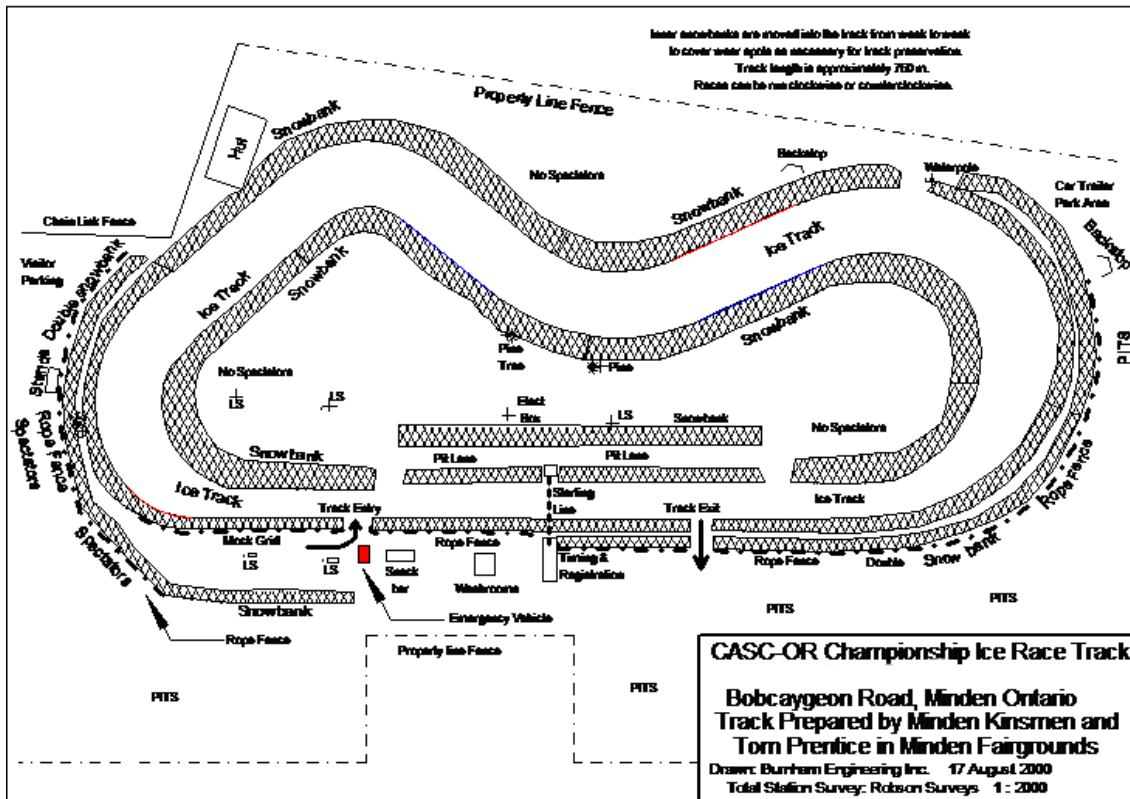 Inner snowbanks are moved into the track from week to week
to cover wear spots as necessary for track preservation.
Track length is approximately 750 m.
Races can be run clockwise or counterclockwise.
Property Line Fence
Snowbank
Hut
No Spectators
Backstop
Waterpole
Car Trailer
Park Area
Backstop
Snowbank
Ice Track
Chain Link Fence
Visitor
Parking
Double snowbank
Ice Track
Snowbank
Snowbank
PITS
Stands
Rope Fence
Spectators
No Spectators
LS
LS
Pine
Tree
Pine
Elect
Box
LS
Snowbank
No Spectators
Snowbank
Pit Lane
Pit Lane
Ice Track
Track Entry
Starting
Line
Track Exit
Ice Track
Rope Fence
Mock Grid
Rope Fence
Spectators
LS
LS
Snack
bar
Washrooms
Timing &
Registration
Rope Fence
Double
Snow bank
Snowbank
Emergency Vehicle
Rope Fence
Property line Fence
PITS
PITS
PITS
PITS
CASC-OR Championship Ice Race Track
Bobcaygeon Road, Minden Ontario
Track Prepared by Minden Kinsmen and
Tom Prentice in Minden Fairgrounds
Drawn: Burnham Engineering Inc. 17 August 2000
Total Station Survey: Robson Surveys 1 : 2000